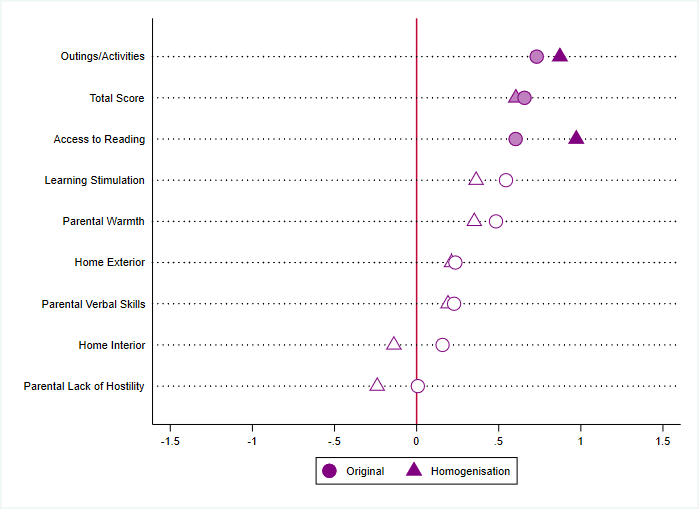 Outings/Activities
Total Score
Access to Reading
Learning Stimulation
Parental Warmth
Home Exterior
Parental Verbal Skills
Home Interior
Parental Lack of Hostility
-1.5 -1 -.5 0 .5 1 1.5
Original Homogenisation